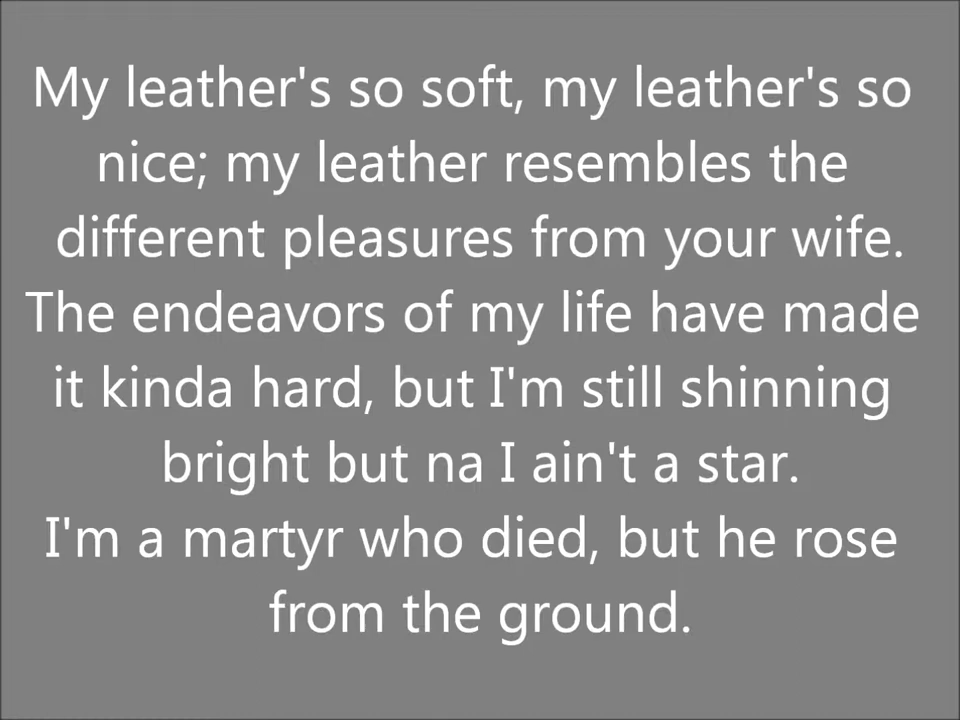 My leather's so soft, my leather's so
nice; my leather resembles the
different pleasures from your wife.
The endeavors of my life have made
it kinda hard, but I'm still shinning
bright but na I ain't a star.
I'm a martyr who died, but he rose
from the ground.